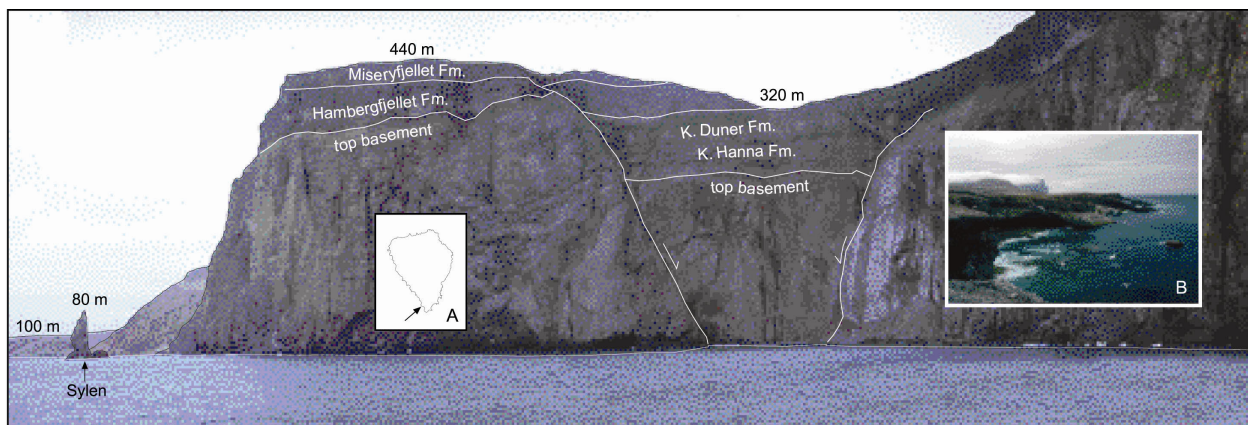 440 m
Miseryfjellet Fm.
Hambergfjellet Fm.
top basement
320 m
K. Duner Fm.
K. Hanna Fm.
top basement
80 m
100 m
Sylen
A
B